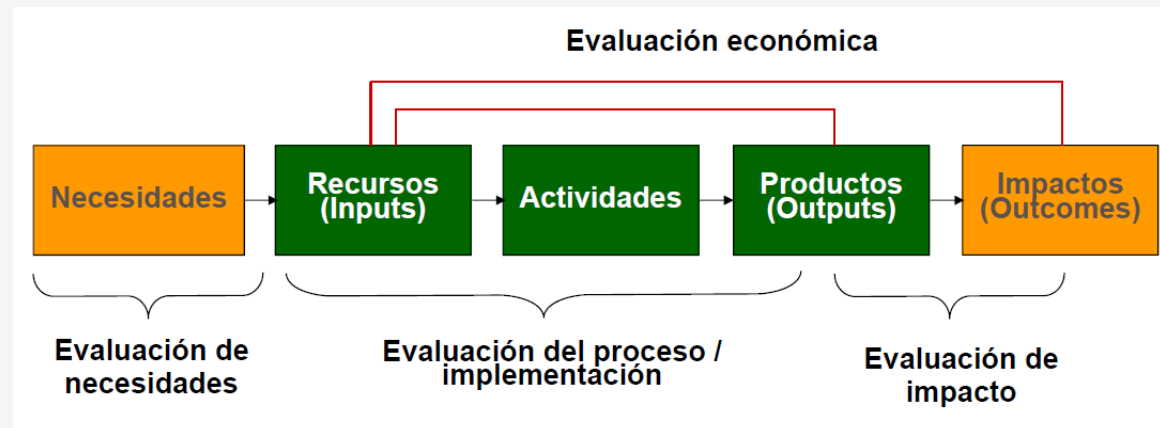 Evaluación económica
Necesidades
Recursos
(Inputs)
Actividades
Productos
(Outputs)
Impactos
(Outcomes)
Evaluación de
necesidades
Evaluación del proceso /
implementación
Evaluación de
impacto